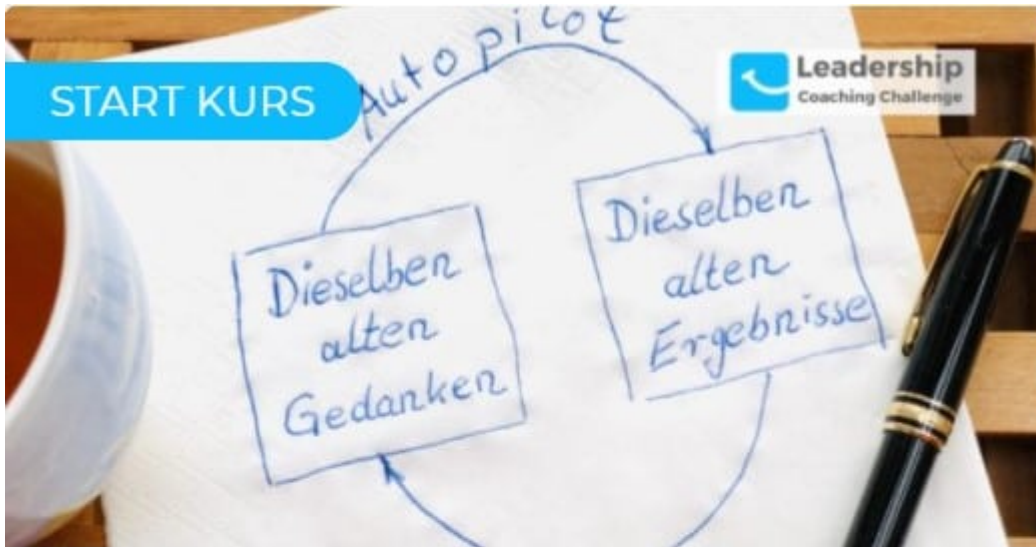 Autopilot
START KURS
Leadership
Coaching Challenge
Dieselben
alten
Gedanken
Dieselben
alten
Ergebnisse